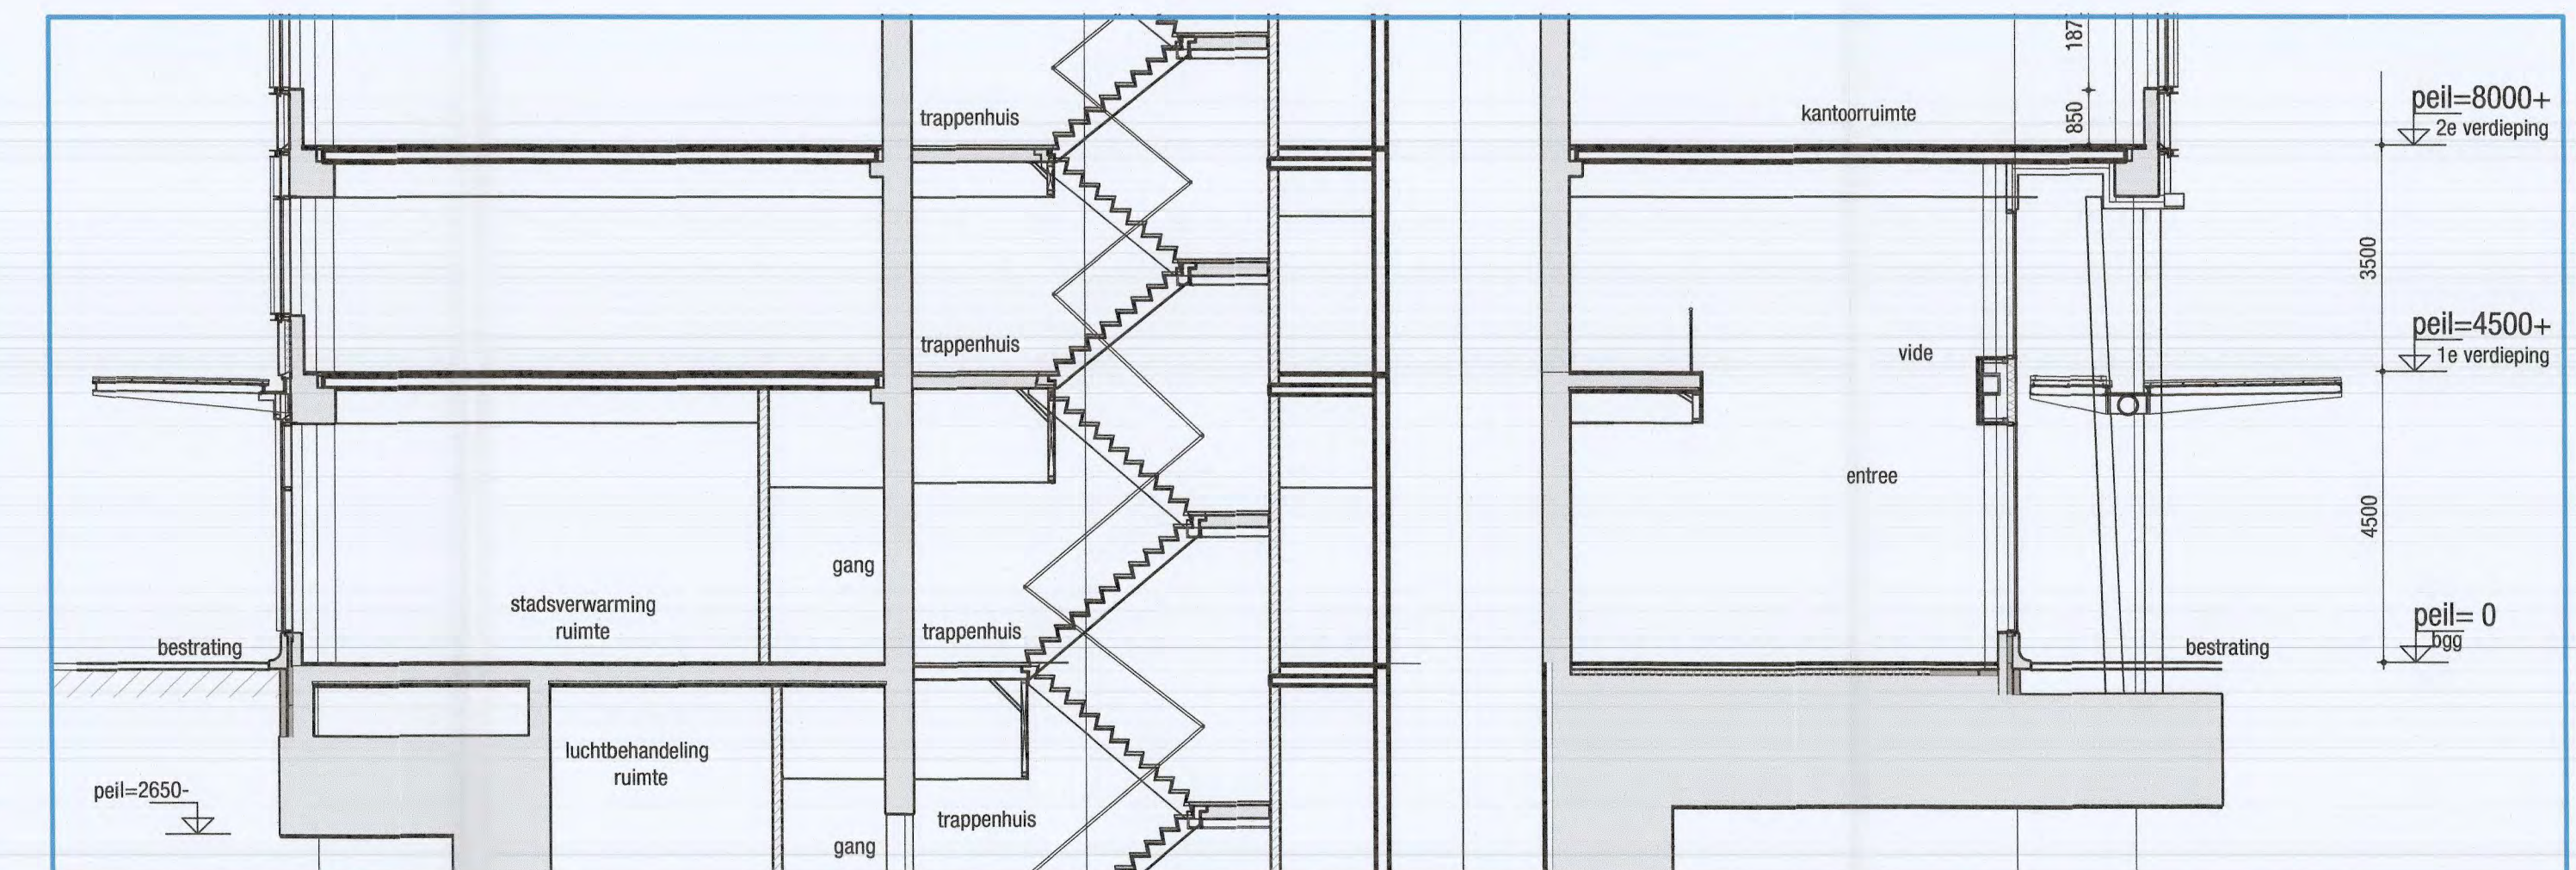 187
850
trappenhuis
kantoorruimte
peil=8000+
2e verdieping
3500
trappenhuis
vide
peil=4500+
1e verdieping
entree
4500
gang
stadsverwarming
ruimte
trappenhuis
bestrating
peil= 0
bgg
bestrating
luchtbehandeling
ruimte
peil=2650-
trappenhuis
gang